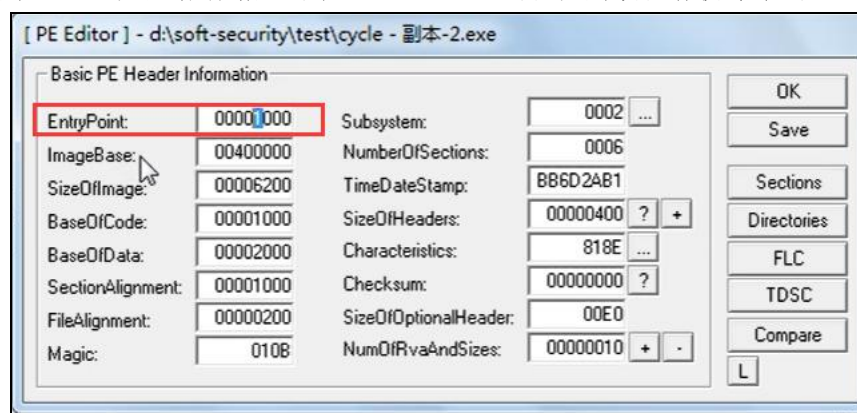 [ PE Editor ] - d:\soft-security\test\cycle - 副本-2.exe
Basic PE Header Information
EntryPoint: 00001000
ImageBase: 00400000
SizeOfImage: 00006200
BaseOfCode: 00001000
BaseOfData: 00002000
SectionAlignment: 00001000
FileAlignment: 00000200
Magic: 010B
Subsystem: 0002 ...
NumberOfSections: 0006
TimeDateStamp: BB6D2AB1
SizeOfHeaders: 00000400 ? +
Characteristics: 818E ...
Checksum: 00000000 ?
SizeOfOptionalHeader: 00E0
NumOfRvaAndSizes: 00000010 + -
OK
Save
Sections
Directories
FLC
TDSC
Compare
L